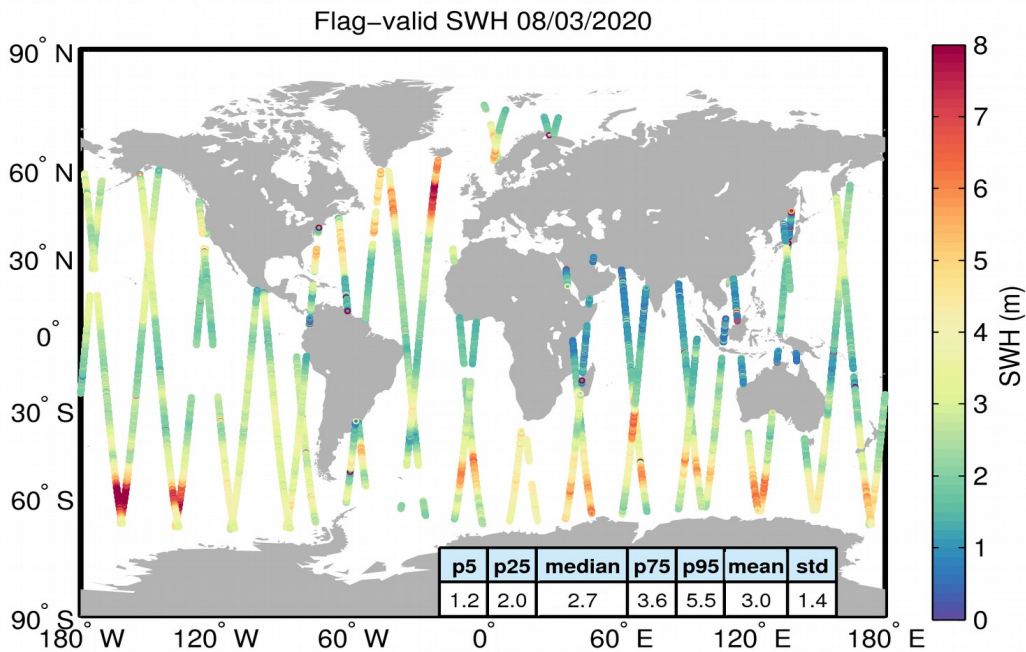 Flag-valid SWH 08/03/2020
90° N
60° N
30° N
0°
30° S
60° S
90° S
180° W
120° W
60° W
0°
60° E
120° E
180° E
p5 p25 median p75 p95 mean std
1.2 2.0 2.7 3.6 5.5 3.0 1.4
8
7
6
5
4
3
2
1
0
SWH (m)